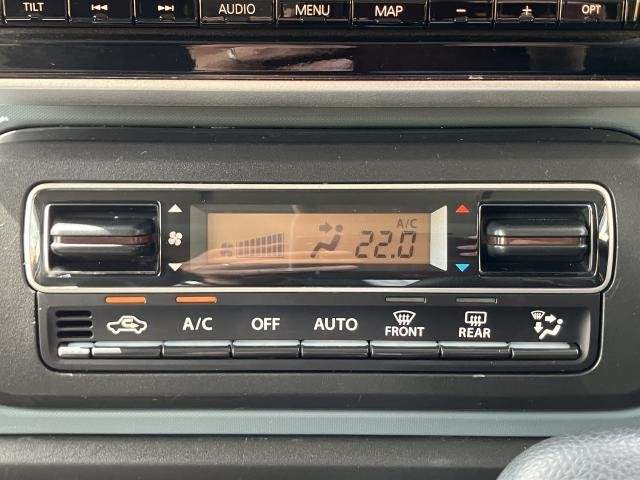 TILT AUDIO MENU MAP − + OPT
A/C
22.0
A/C OFF AUTO FRONT REAR